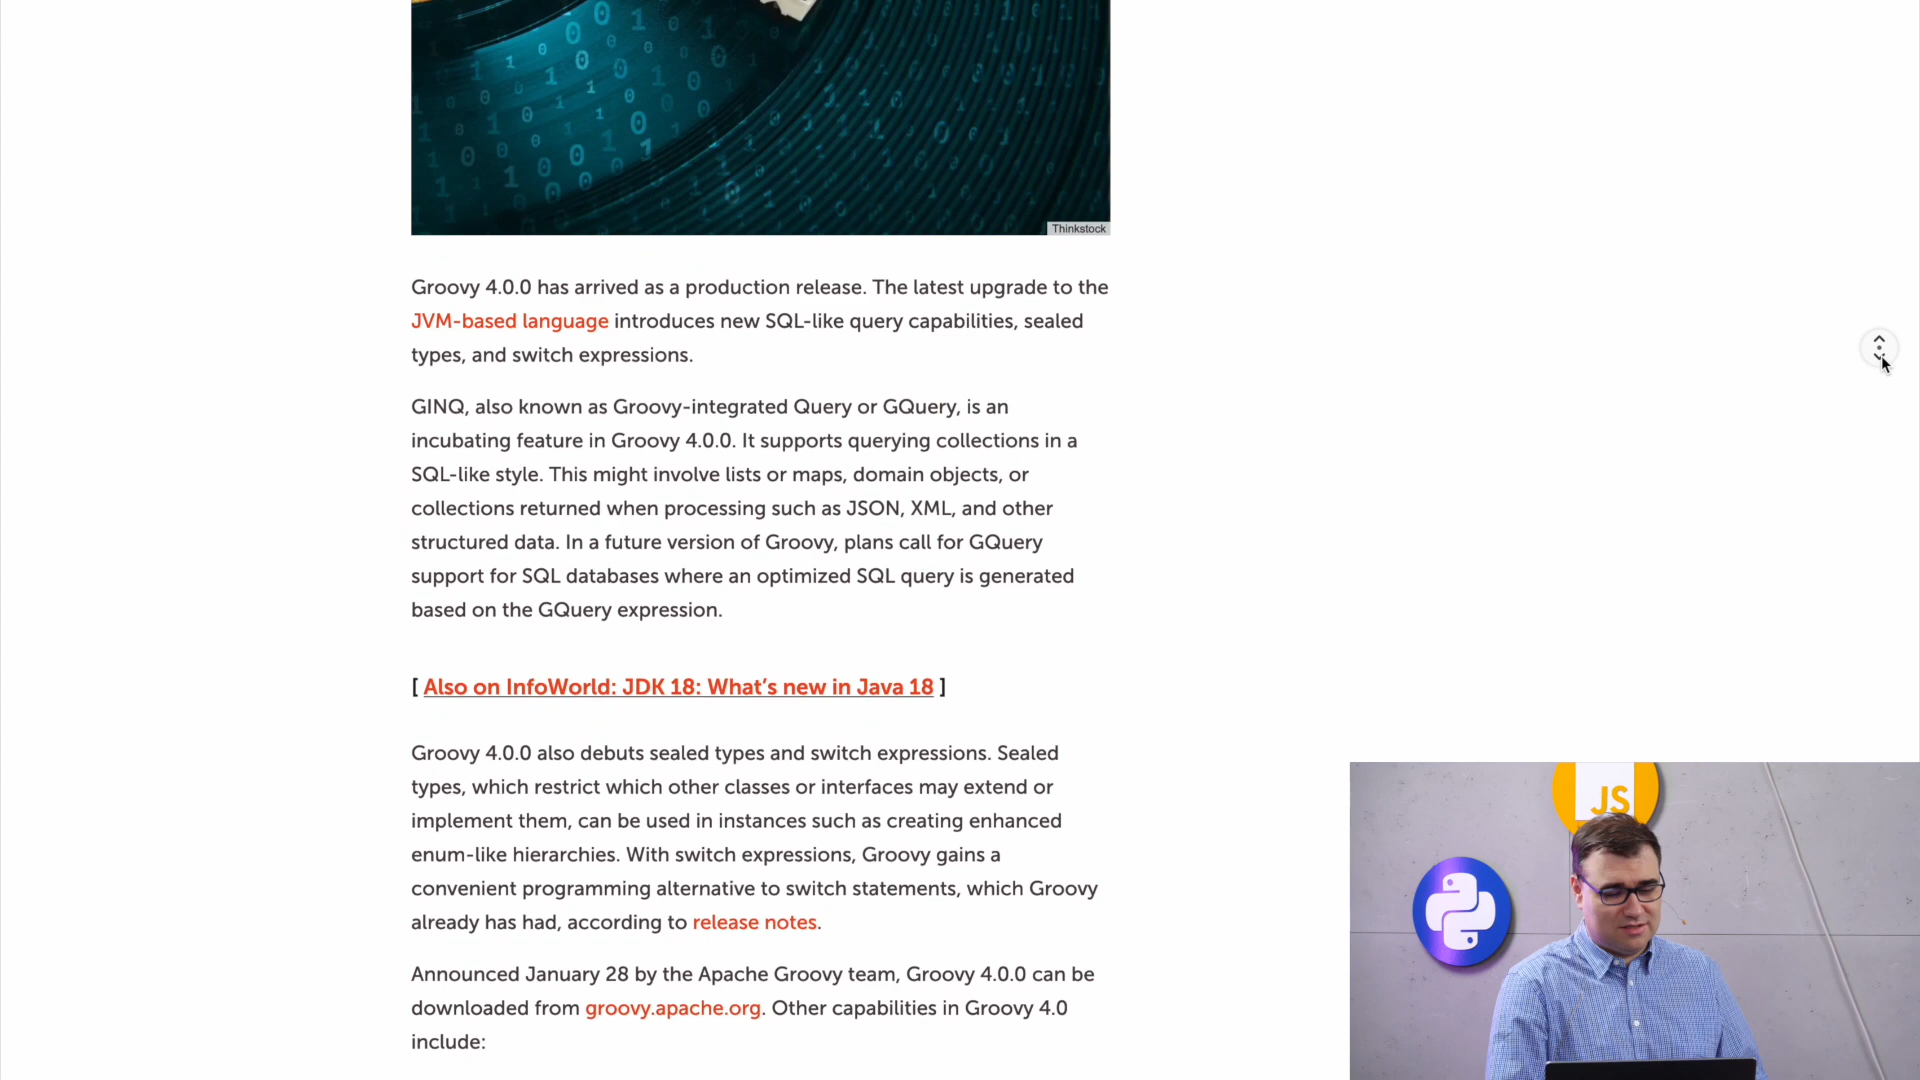 Thinkstock
Groovy 4.0.0 has arrived as a production release. The latest upgrade to the
JVM-based language introduces new SQL-like query capabilities, sealed
types, and switch expressions.
GINQ, also known as Groovy-integrated Query or GQuery, is an
incubating feature in Groovy 4.0.0. It supports querying collections in a
SQL-like style. This might involve lists or maps, domain objects, or
collections returned when processing such as JSON, XML, and other
structured data. In a future version of Groovy, plans call for GQuery
support for SQL databases where an optimized SQL query is generated
based on the GQuery expression.
[ Also on InfoWorld: JDK 18: What’s new in Java 18 ]
Groovy 4.0.0 also debuts sealed types and switch expressions. Sealed
types, which restrict which other classes or interfaces may extend or
implement them, can be used in instances such as creating enhanced
enum-like hierarchies. With switch expressions, Groovy gains a
convenient programming alternative to switch statements, which Groovy
already has had, according to release notes.
Announced January 28 by the Apache Groovy team, Groovy 4.0.0 can be
downloaded from groovy.apache.org. Other capabilities in Groovy 4.0
include:
JS